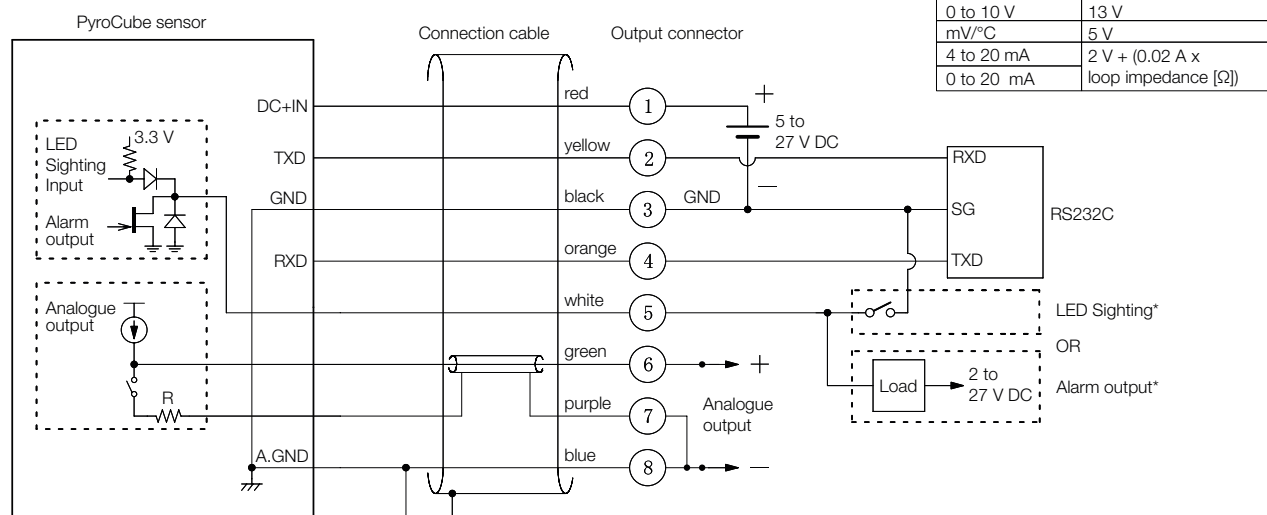 PyroCube sensor
Connection cable
Output connector
0 to 10 V 13 V
mV/°C 5 V
4 to 20 mA 2 V + (0.02 A x
0 to 20 mA loop impedance [Ω])
DC+IN red 1 +
5 to
27 V DC
LED
Sighting
Input
3.3 V
TXD yellow 2 RXD
−
GND black 3 GND SG
RS232C
Alarm
output
RXD orange 4 TXD
white 5
LED Sighting*
OR
Analogue
output
green 6 +
Load
2 to
27 V DC
Alarm output*
R
purple 7
Analogue
output
A.GND blue 8 −